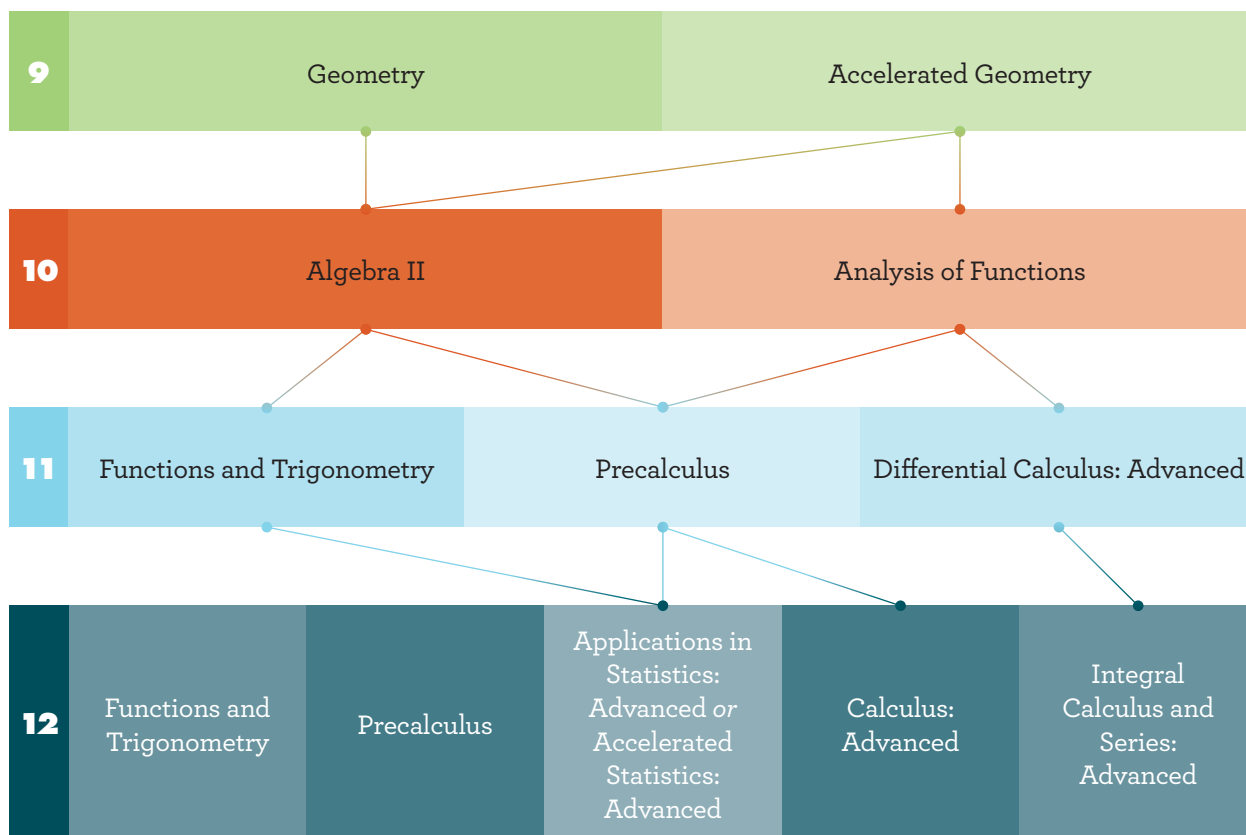 9
Geometry
Accelerated Geometry
10
Algebra II
Analysis of Functions
11
Functions and Trigonometry
Precalculus
Differential Calculus: Advanced
12
Functions and
Trigonometry
Precalculus
Applications in
Statistics:
Advanced or
Accelerated
Statistics:
Advanced
Calculus:
Advanced
Integral
Calculus and
Series:
Advanced